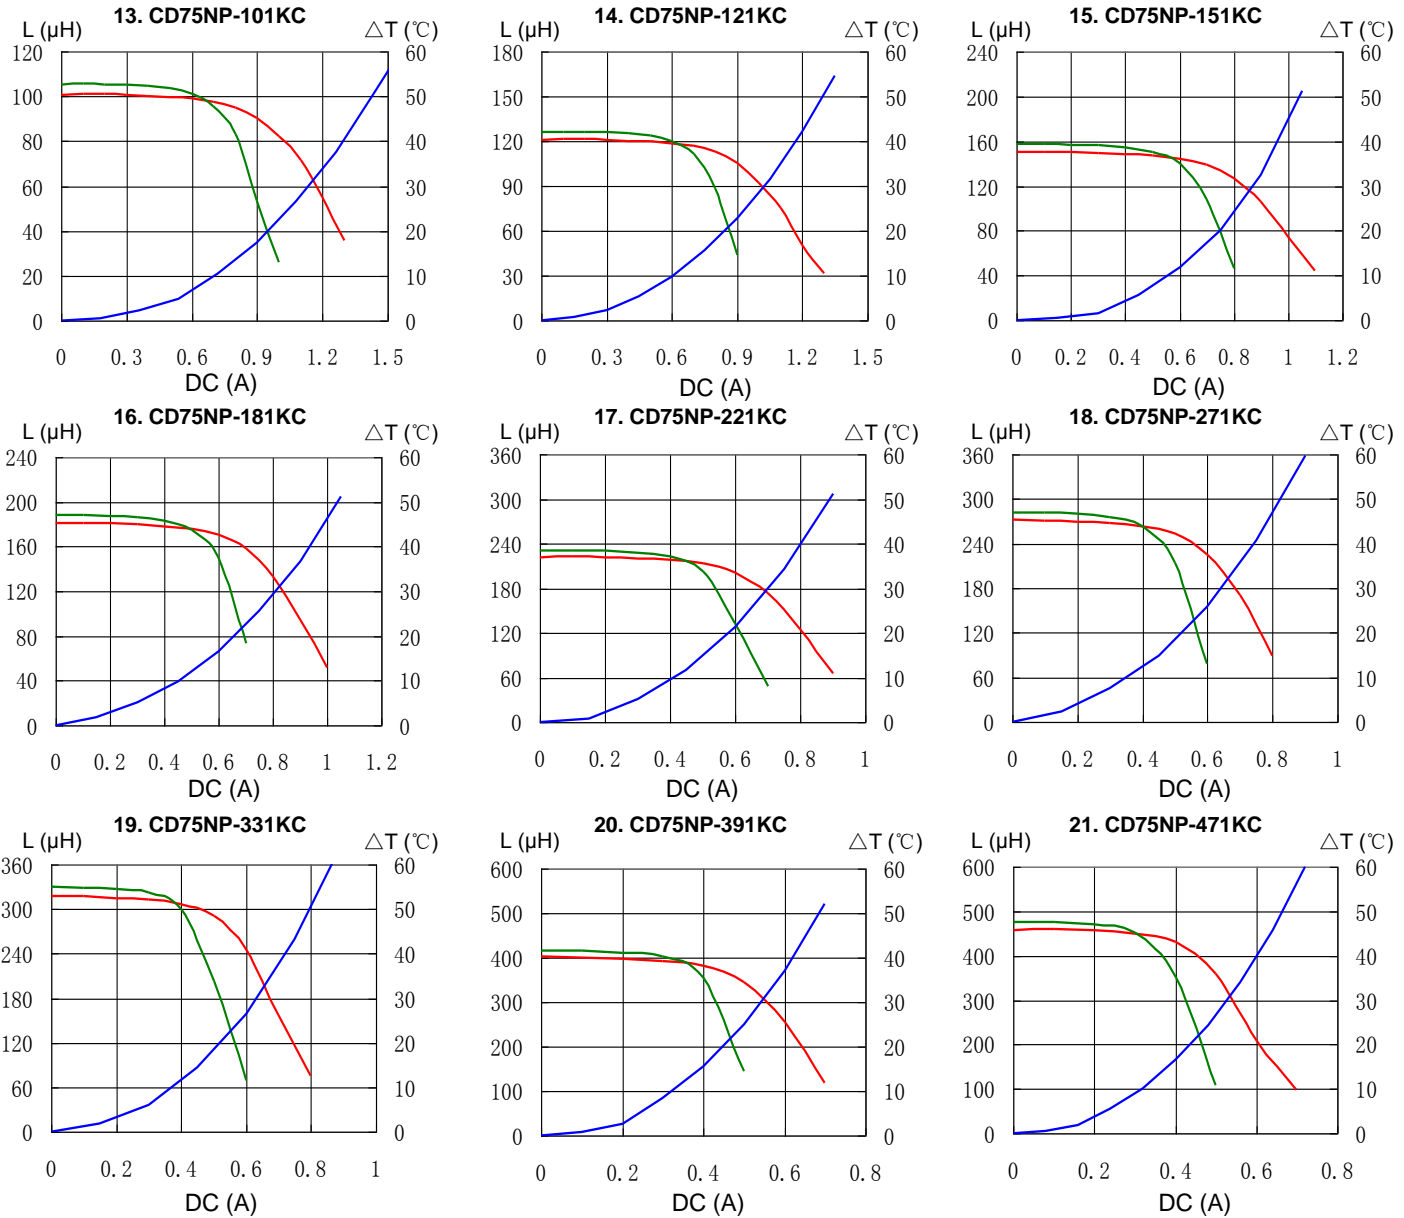 13. CD75NP-101KC
L (μH) △T (℃)
120 60
100 50
80 40
60 30
40 20
20 10
0 0
0 0.3 0.6 0.9 1.2 1.5
DC (A)
14. CD75NP-121KC
L (μH) △T (℃)
180 60
150 50
120 40
90 30
60 20
30 10
0 0
0 0.3 0.6 0.9 1.2 1.5
DC (A)
15. CD75NP-151KC
L (μH) △T (℃)
240 60
200 50
160 40
120 30
80 20
40 10
0 0
0 0.2 0.4 0.6 0.8 1 1.2
DC (A)
16. CD75NP-181KC
L (μH) △T (℃)
240 60
200 50
160 40
120 30
80 20
40 10
0 0
0 0.2 0.4 0.6 0.8 1 1.2
DC (A)
17. CD75NP-221KC
L (μH) △T (℃)
360 60
300 50
240 40
180 30
120 20
60 10
0 0
0 0.2 0.4 0.6 0.8 1
DC (A)
18. CD75NP-271KC
L (μH) △T (℃)
360 60
300 50
240 40
180 30
120 20
60 10
0 0
0 0.2 0.4 0.6 0.8 1
DC (A)
19. CD75NP-331KC
L (μH) △T (℃)
360 60
300 50
240 40
180 30
120 20
60 10
0 0
0 0.2 0.4 0.6 0.8 1
DC (A)
20. CD75NP-391KC
L (μH) △T (℃)
600 60
500 50
400 40
300 30
200 20
100 10
0 0
0 0.2 0.4 0.6 0.8
DC (A)
21. CD75NP-471KC
L (μH) △T (℃)
600 60
500 50
400 40
300 30
200 20
100 10
0 0
0 0.2 0.4 0.6 0.8
DC (A)